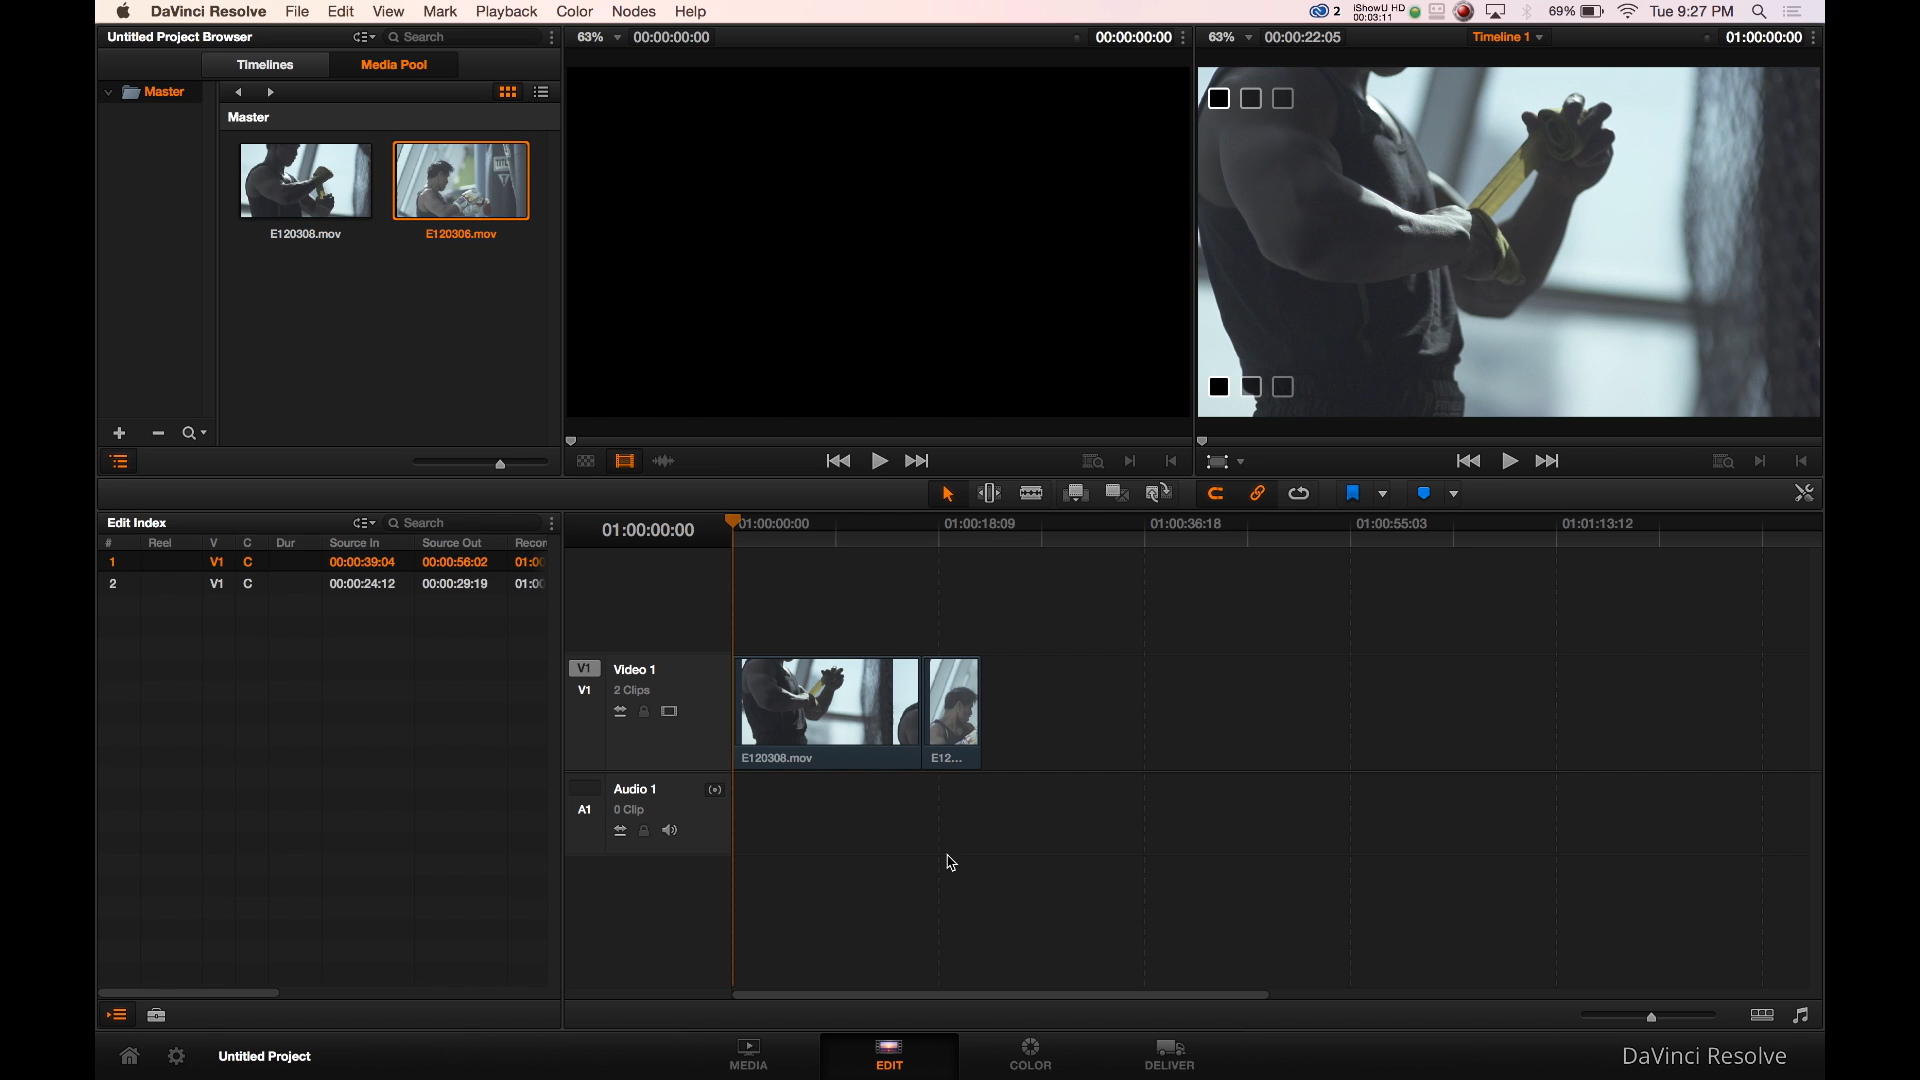 DaVinci Resolve File Edit View Mark Playback Color Nodes Help
2 iShowU HD 00:03:11 69% Tue 9:27 PM
Untitled Project Browser Search
63% 00:00:00:00 00:00:00:00
63% 00:00:22:05 Timeline 1 01:00:00:00
Timelines Media Pool
Master
Master
E120308.mov E120306.mov
Edit Index Search
# Reel V C Dur Source In Source Out Recor
1 V1 C 00:00:39:04 00:00:56:02 01:00
2 V1 C 00:00:24:12 00:00:29:19 01:00
01:00:00:00
01:00:00:00 01:00:18:09 01:00:36:18 01:00:55:03 01:01:13:12
V1 Video 1
V1 2 Clips
E120308.mov E12...
Audio 1
A1 0 Clip
Untitled Project
MEDIA EDIT COLOR DELIVER
DaVinci Resolve